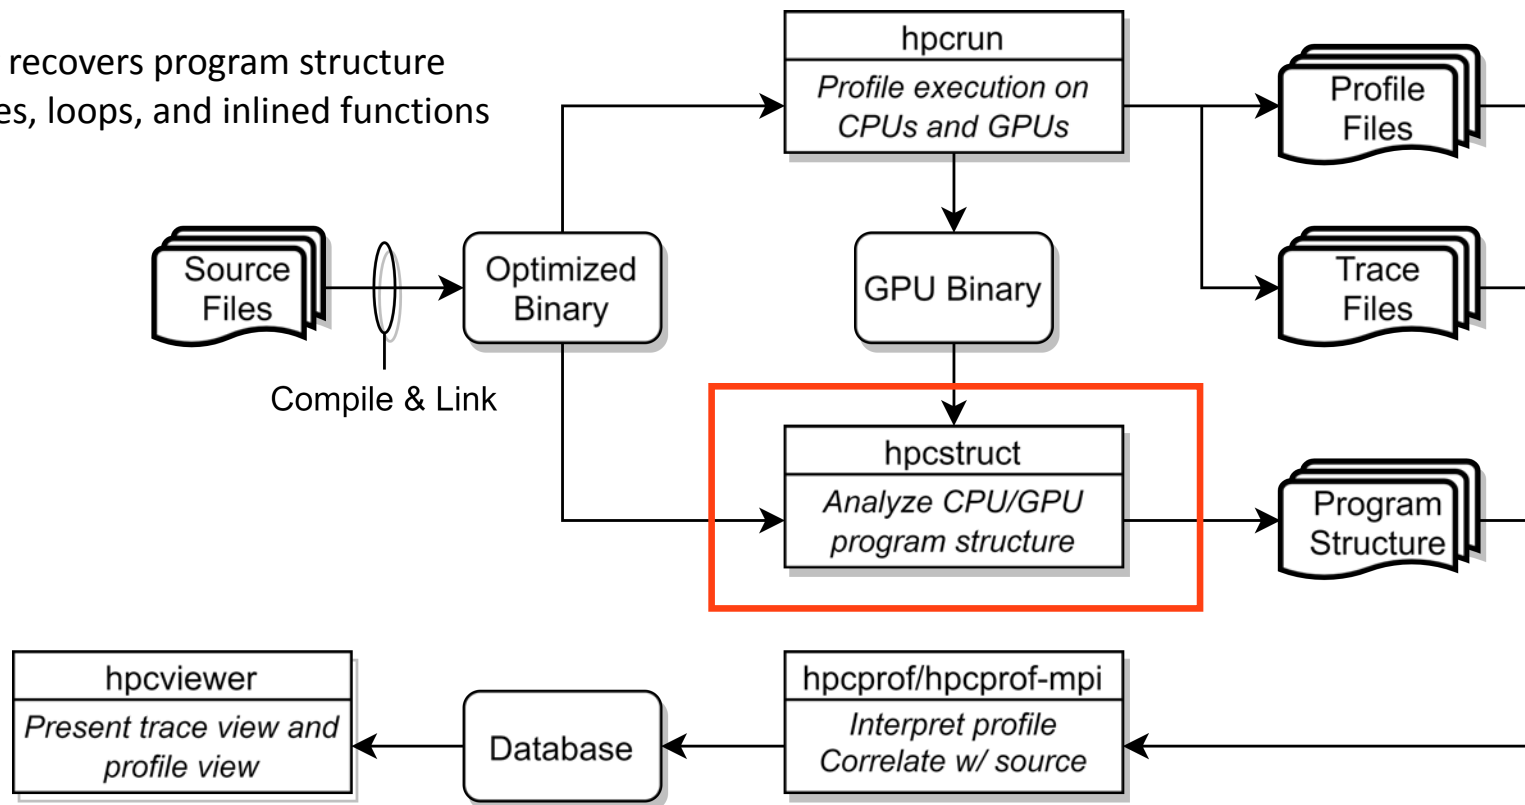 recovers program structure
loops, and inlined functions
hpcrun
Profile execution on
CPUs and GPUs
Profile
Files
Source
Files
Optimized
Binary
GPU Binary
Trace
Files
Compile & Link
hpcstruct
Analyze CPU/GPU
program structure
Program
Structure
hpcviewer
Present trace view and
profile view
Database
hpcprof/hpcprof-mpi
Interpret profile
Correlate w/ source